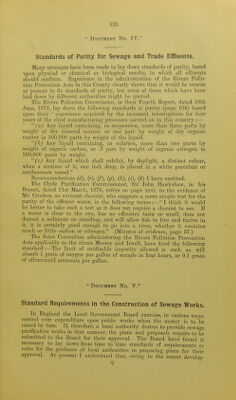 125
"Document No. IV."
Standards of Purity for Sewage and Trade Effluents.
Many attempts have been made to lay down standards of purity, based
upon physical or chemical or biological results, to which all effluents
should conform. Experience in the administration of the Rivers Pollu-
tion Prevention Acts in this County clearly shows that it would be unwise
at present to fix standards of purity, but some of those which have been
laid down by different authorities might be quoted.
The Rivers Pollution Commission, in their Fourth Report, dated 29th
June, 1872, lay down the following standards of purity (page 104) based
upon their "experience acquired by the incessant investigation for four
years of the chief manufacturing processes carried on in this country:—
"(a) Any liquid containing, in suspension, more than three parts by
weight of dry mineral matter, or one part by weight of dry organic
matter in 100,000 parts by weight of the liquid.
"(b) Any liquid containing, in solution, more than two parts by
weight of organic carbon, or .3 part by weight of organic nitrogen in
100,000 parts by weight.
"(c) Any liquid which shall exhibit, by daylight, a distinct colour,
when a stratum of it, one inch deep, is placed in a white porcelain or
earthenware vessel."
Recommendations (d), (e), (f), (g), (h), (i), (k) I have omitted.
The Clyde Purification Commissioner, Sir John Hawkshaw, in his
Report, dated 31st March, 1876, refers on page xvii. to the evidence of
Mr. Crookes, an eminent chemist, who suggests a more simple test for the
purity of the effluent water, in the following terms:—"I think it would
be better to take such a test as it does not require a chemist to see. If
a water is clear to the eye, has no offensive taste or smell, does not
deposit a sediment on standing, and will allow fish to live and thrive in
it, it is certainly good enough to go into a river, whether it contains
much or little carbon or nitrogen." (Minutes of evidence, page 57.)
The Joint Committee administering the Rivers Pollution Prevention
Acts applicable to the rivers Mersey and Irwell, have fixed the following
standard:—The limit of oxidisable impurity allowed is such as will
absorb 1 grain of oxygen per gallon of sample in four hours, or 0.1 grain
of albuminoid ammonia per gallon.
"Document No. V."
Standard Requirements in the Construction of Sewage Works.
In England the Local Government Board exercise, in various ways,
control over expenditure upon public works when the money is to be
raised by loan. If, therefore, a local authority desires to provide sewage
purification works in that manner, the plans and proposals require to be
submitted to the Board for their approval. The Board have found it
necessary to lay down from time to time standards of requirements or
rules for the guidance of local authorities in preparing plans for their
approval. At present I understand that, owing to the recent develop-
Q